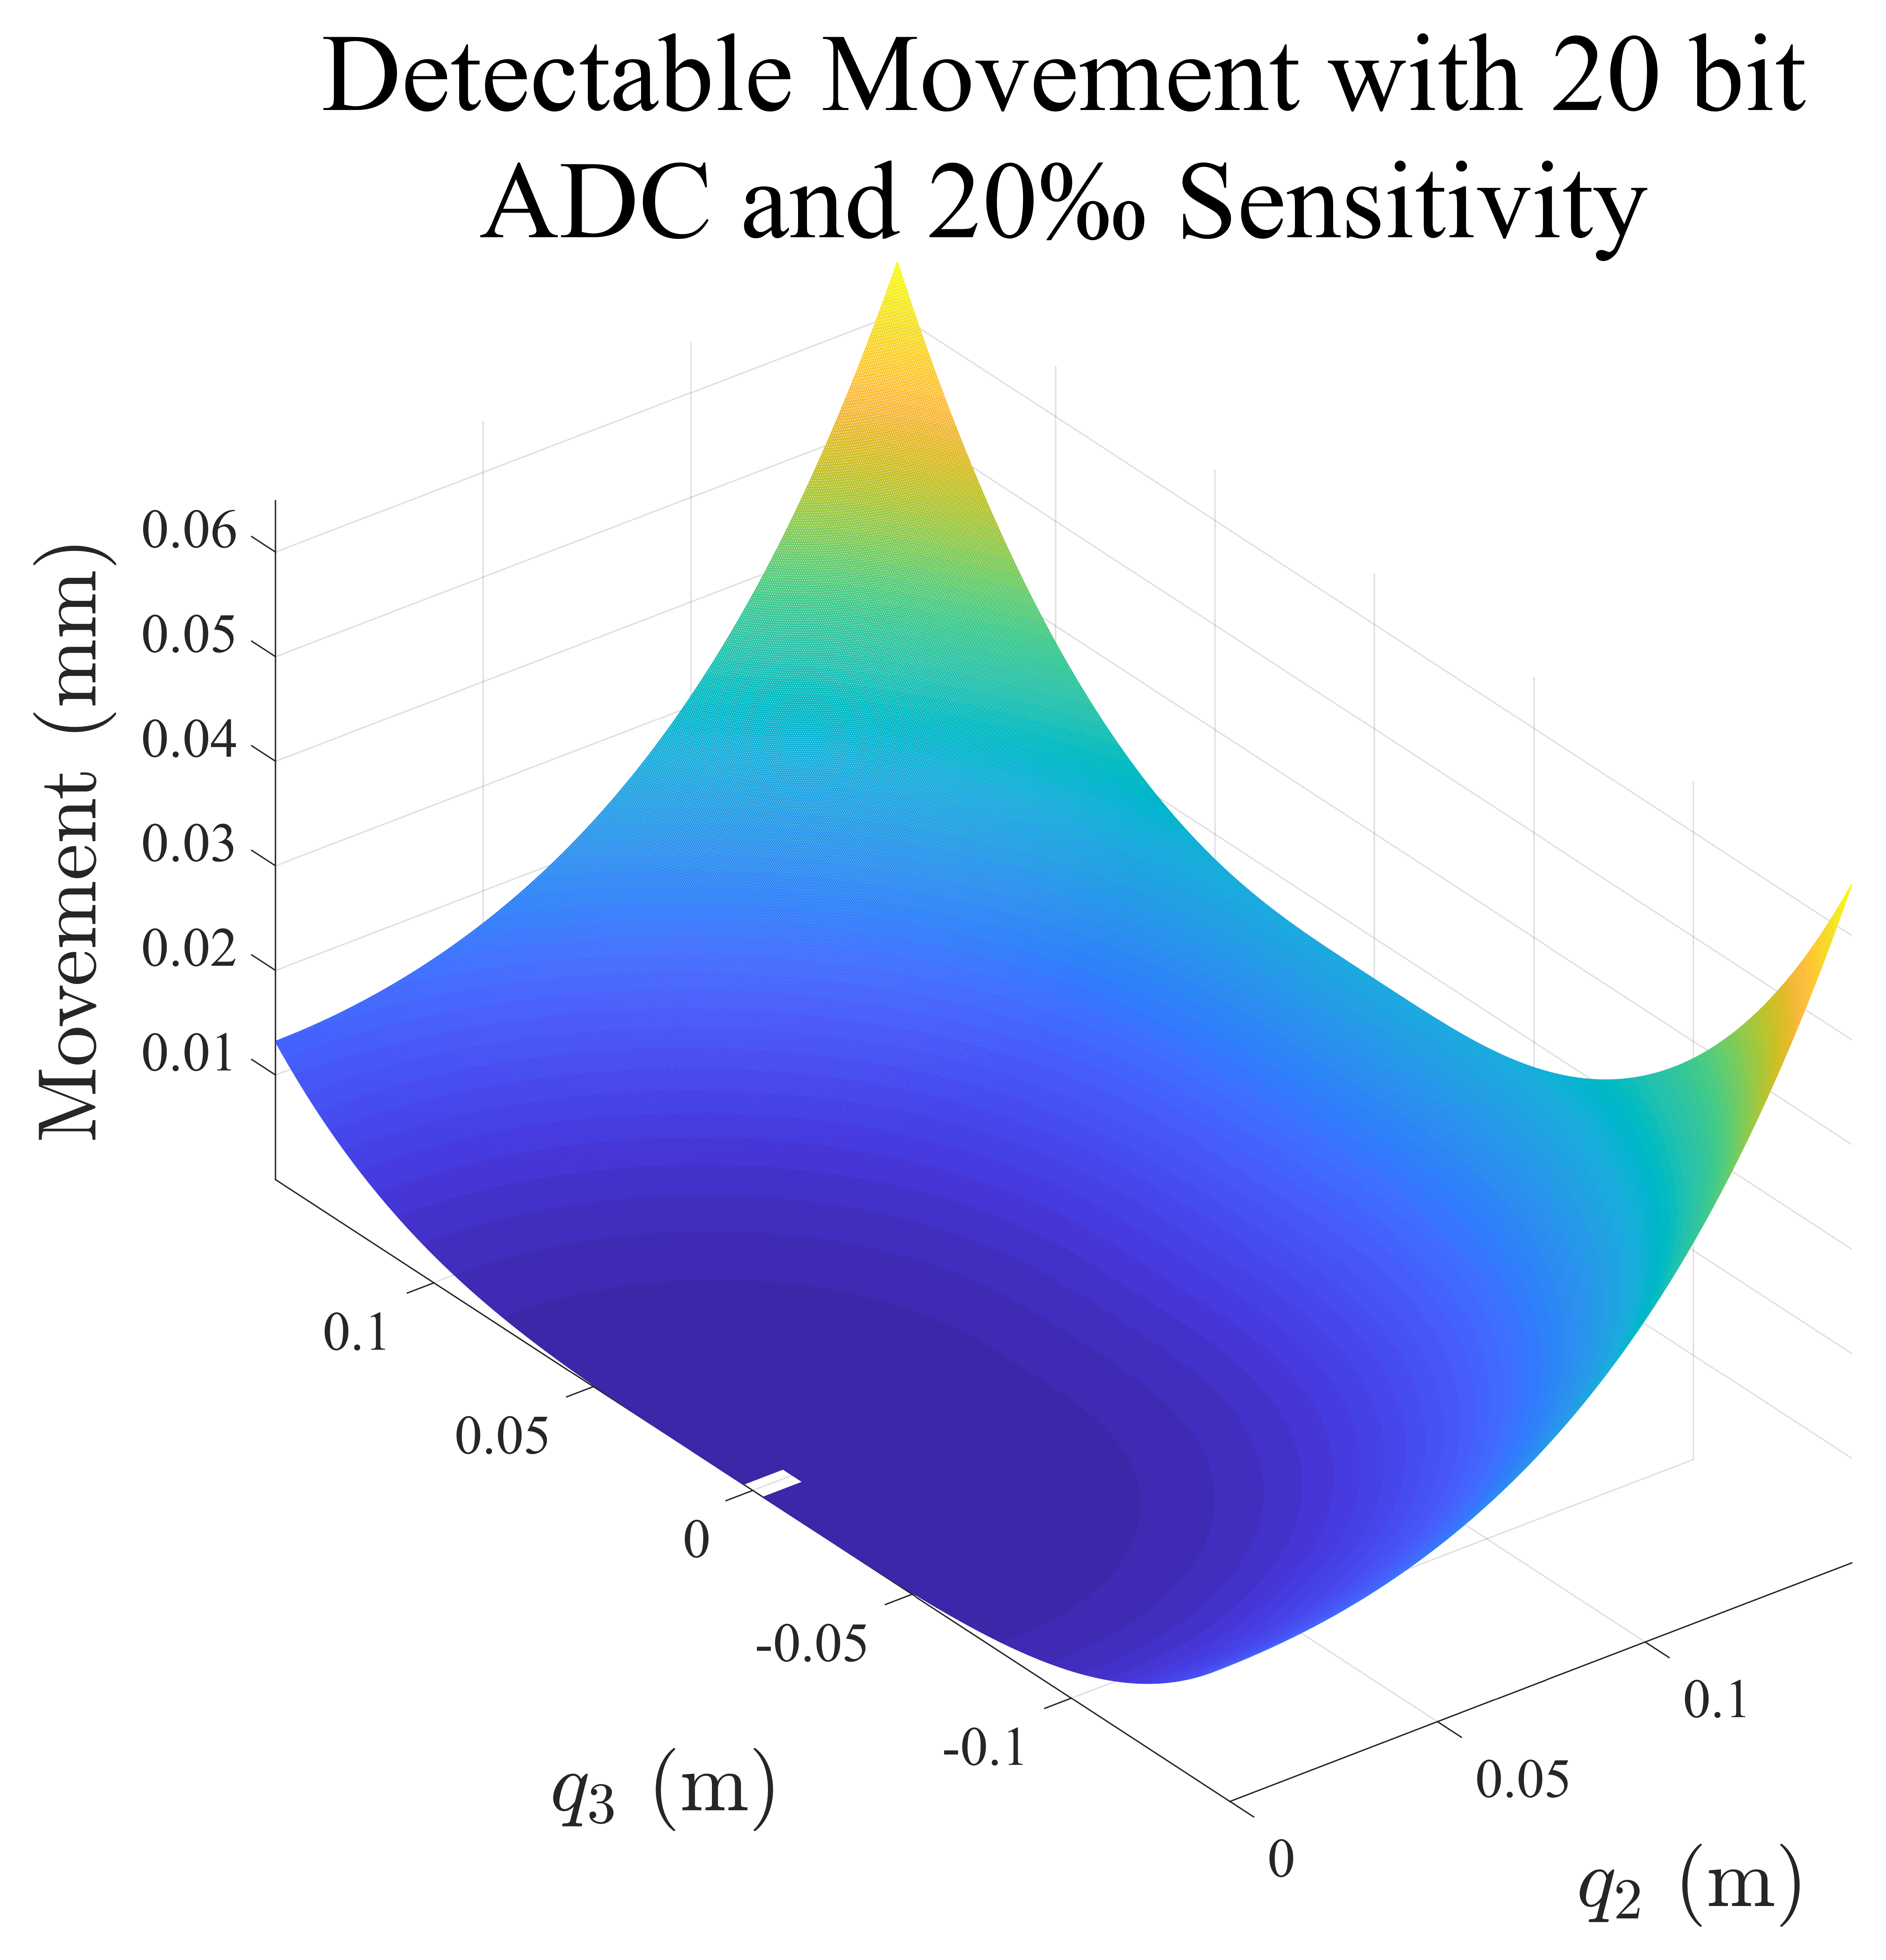 Detectable Movement with 20 bit
ADC and 20‰ Sensitivity
Movement (mm)
0.06
0.05
0.04
0.03
0.02
0.01
0.1
0.05
0
-0.05
-0.1
q3 (m)
0.1
0.05
0
q2 (m)